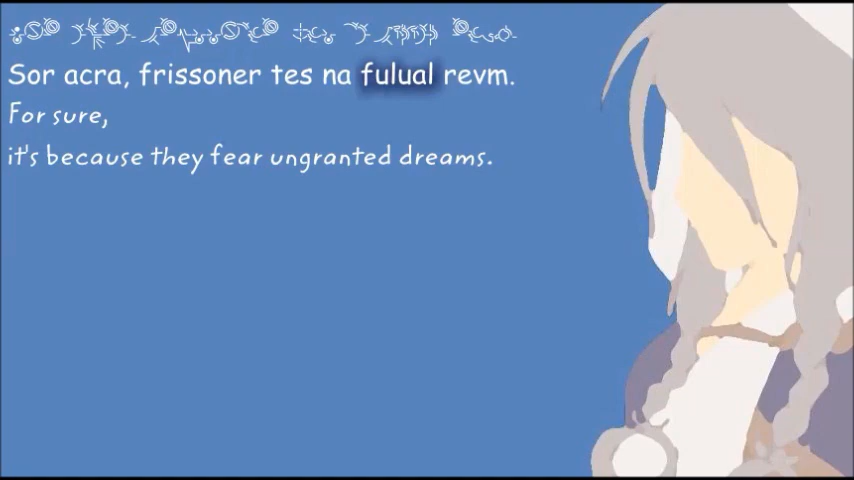 Sor acra, frissoner tes na fulual revm.
For sure,
it's because they fear ungranted dreams.